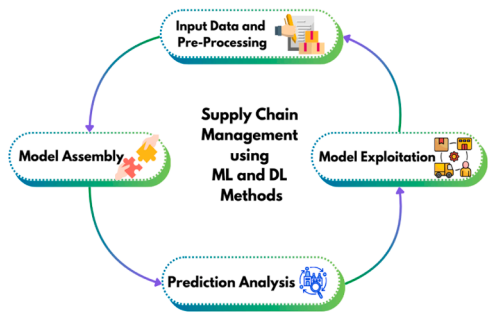 Input Data and
Pre-Processing
Supply Chain
Management
using
ML and DL
Methods
Model Assembly
Model Exploitation
Prediction Analysis